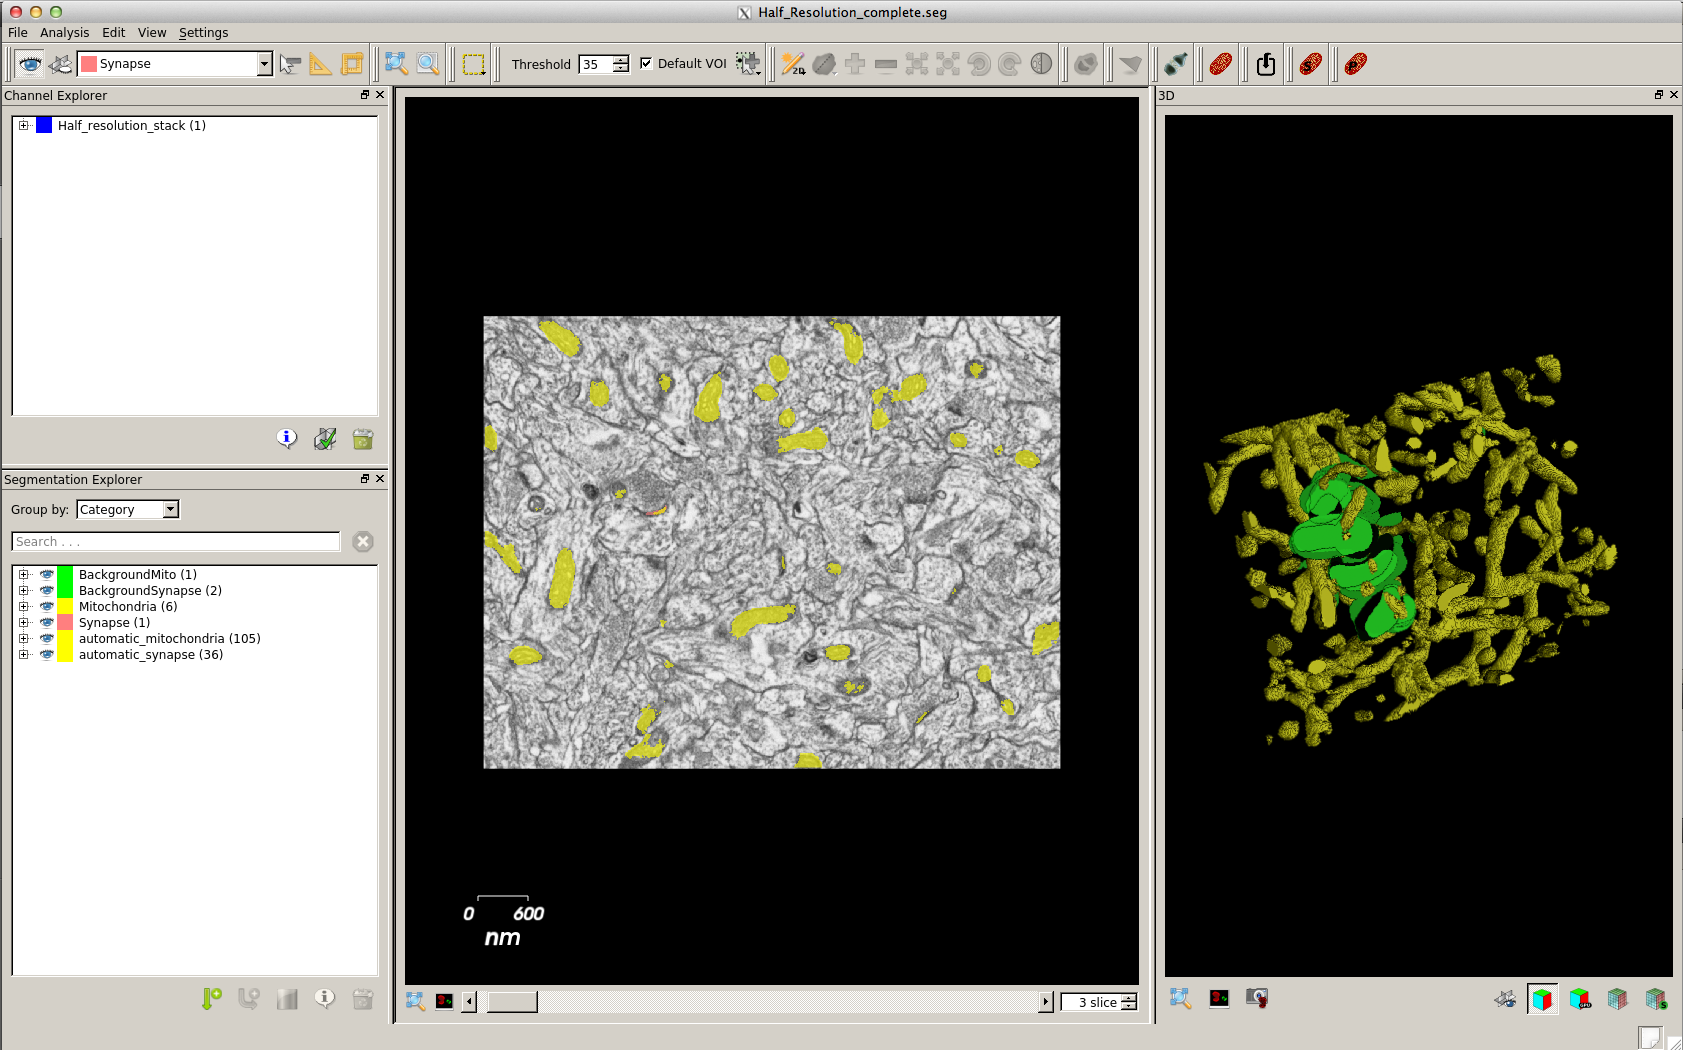 Half_Resolution_complete.seg
File Analysis Edit View Settings
Synapse
Threshold 35 Default VOI
2D
S
P
Channel Explorer
Half_resolution_stack (1)
Segmentation Explorer
Group by: Category
Search . . .
BackgroundMito (1)
BackgroundSynapse (2)
Mitochondria (6)
Synapse (1)
automatic_mitochondria (105)
automatic_synapse (36)
0 600
nm
3 slice
3D